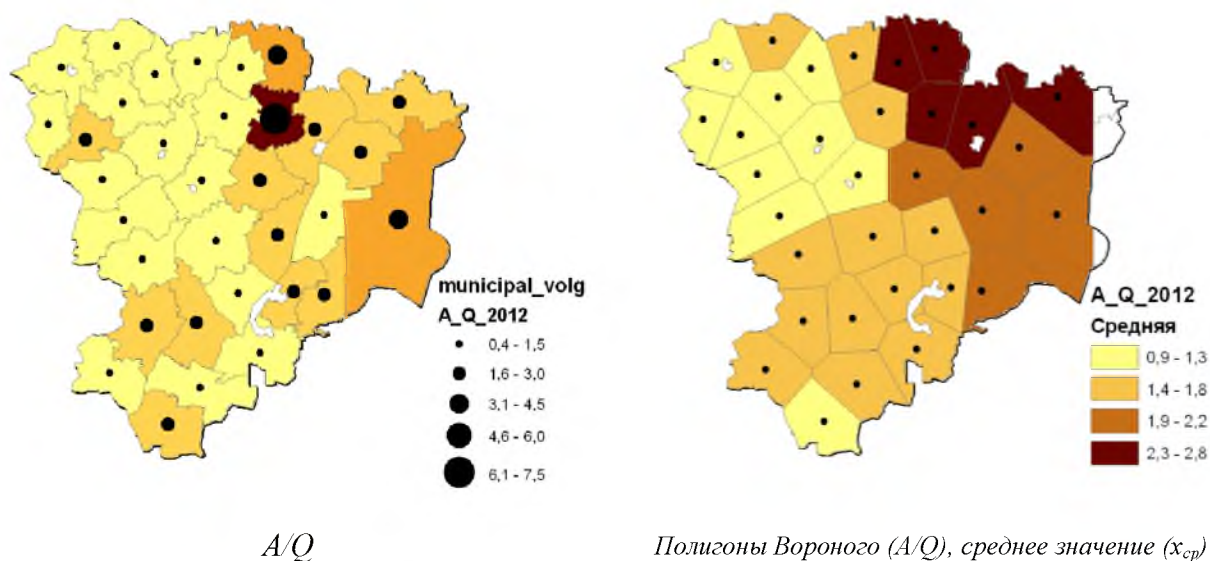 municipal_volg
A_Q_2012
0,4 - 1,5
1,6 - 3,0
3,1 - 4,5
4,6 - 6,0
6,1 - 7,5
A_Q_2012
Средняя
0,9 - 1,3
1,4 - 1,8
1,9 - 2,2
2,3 - 2,8
A/Q
Полигоны Вороного (A/Q), среднее значение (xср)